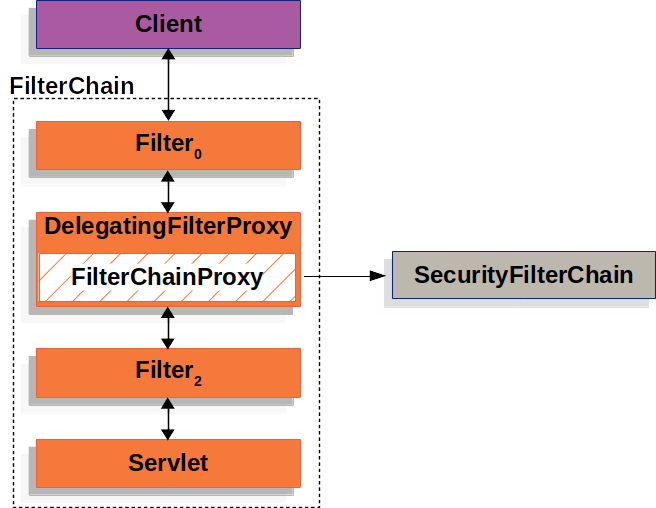 Client
FilterChain
Filter0
DelegatingFilterProxy
FilterChainProxy
SecurityFilterChain
Filter2
Servlet